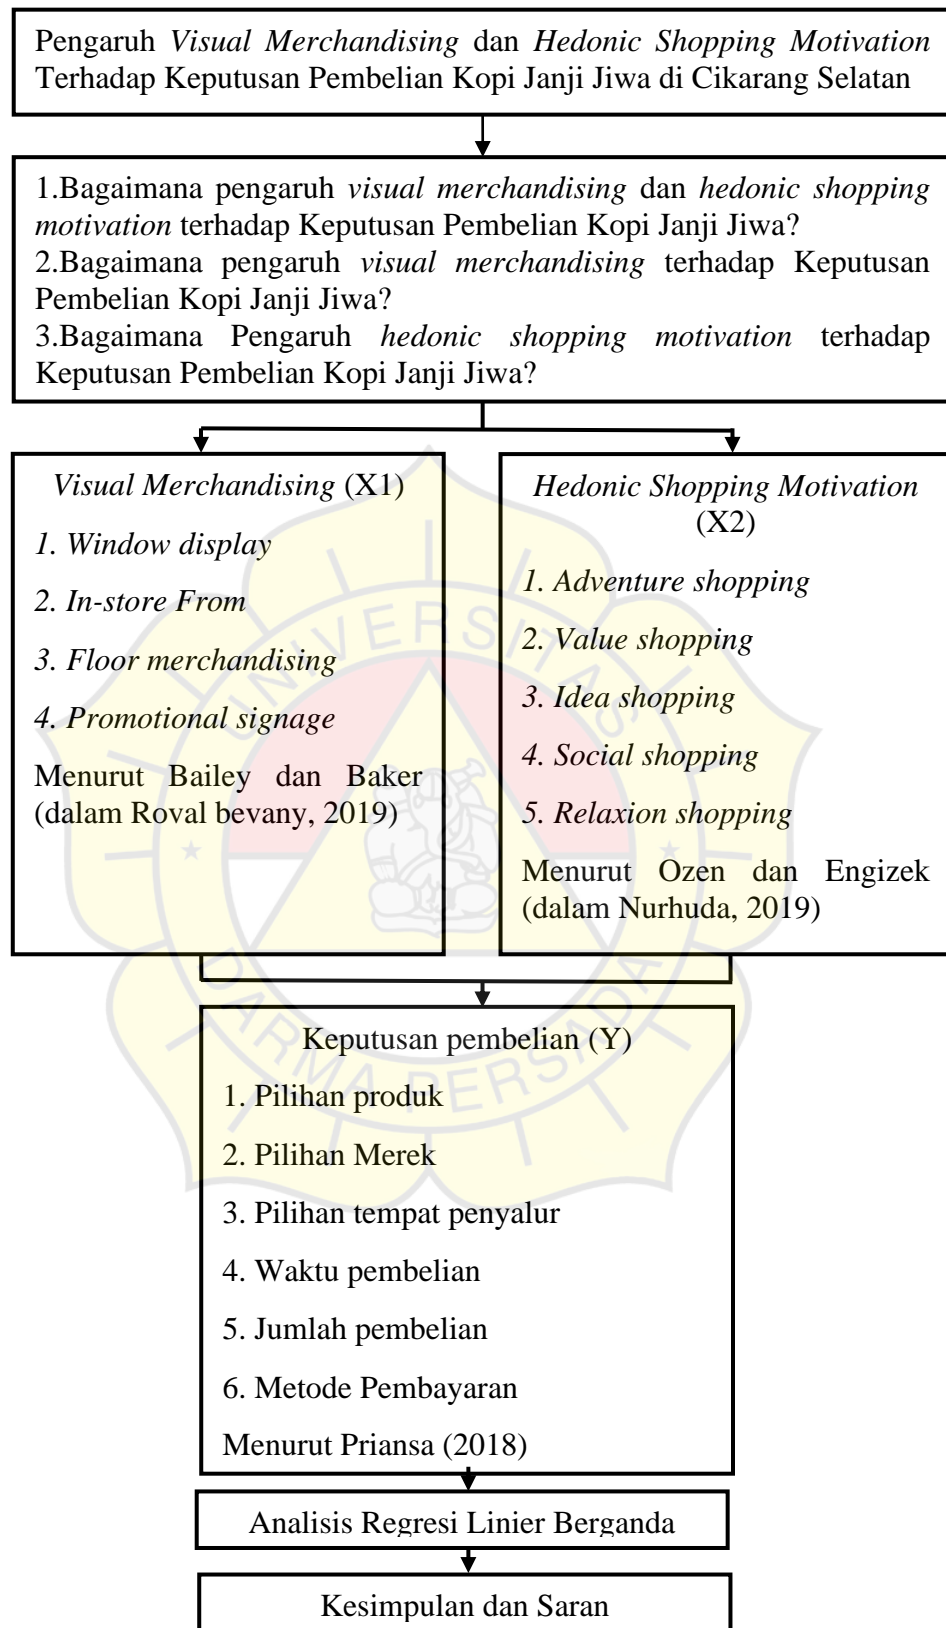 Pengaruh Visual Merchandising dan Hedonic Shopping Motivation
Terhadap Keputusan Pembelian Kopi Janji Jiwa di Cikarang Selatan
1.Bagaimana pengaruh visual merchandising dan hedonic shopping
motivation terhadap Keputusan Pembelian Kopi Janji Jiwa?
2.Bagaimana pengaruh visual merchandising terhadap Keputusan
Pembelian Kopi Janji Jiwa?
3.Bagaimana Pengaruh hedonic shopping motivation terhadap
Keputusan Pembelian Kopi Janji Jiwa?
Visual Merchandising (X1)
1. Window display
2. In-store From
3. Floor merchandising
4. Promotional signage
Menurut Bailey dan Baker
(dalam Roval bevany, 2019)
Hedonic Shopping Motivation
(X2)
1. Adventure shopping
2. Value shopping
3. Idea shopping
4. Social shopping
5. Relaxion shopping
Menurut Ozen dan Engizek
(dalam Nurhuda, 2019)
Keputusan pembelian (Y)
1. Pilihan produk
2. Pilihan Merek
3. Pilihan tempat penyalur
4. Waktu pembelian
5. Jumlah pembelian
6. Metode Pembayaran
Menurut Priansa (2018)
Analisis Regresi Linier Berganda
Kesimpulan dan Saran
UNIVERSITAS
DARMA PERSADA